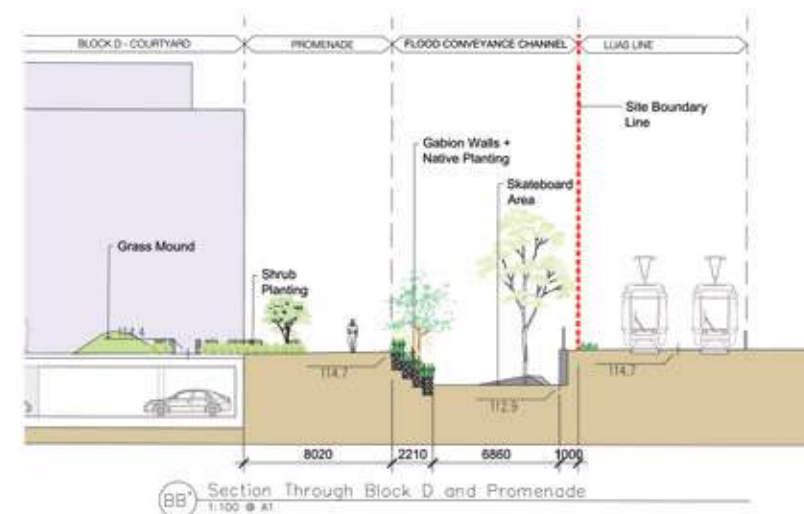 BLOCK D - COURTYARD
PROMENADE
FLOOD CONVEYANCE CHANNEL
LUAS LINE
Site Boundary
Line
Gabion Walls +
Native Planting
Skateboard
Area
Grass Mound
Shrub
Planting
114.4
114.7
112.9
114.7
8020
2210
6860
1000
BB'
Section Through Block D and Promenade
1:100 @ A1